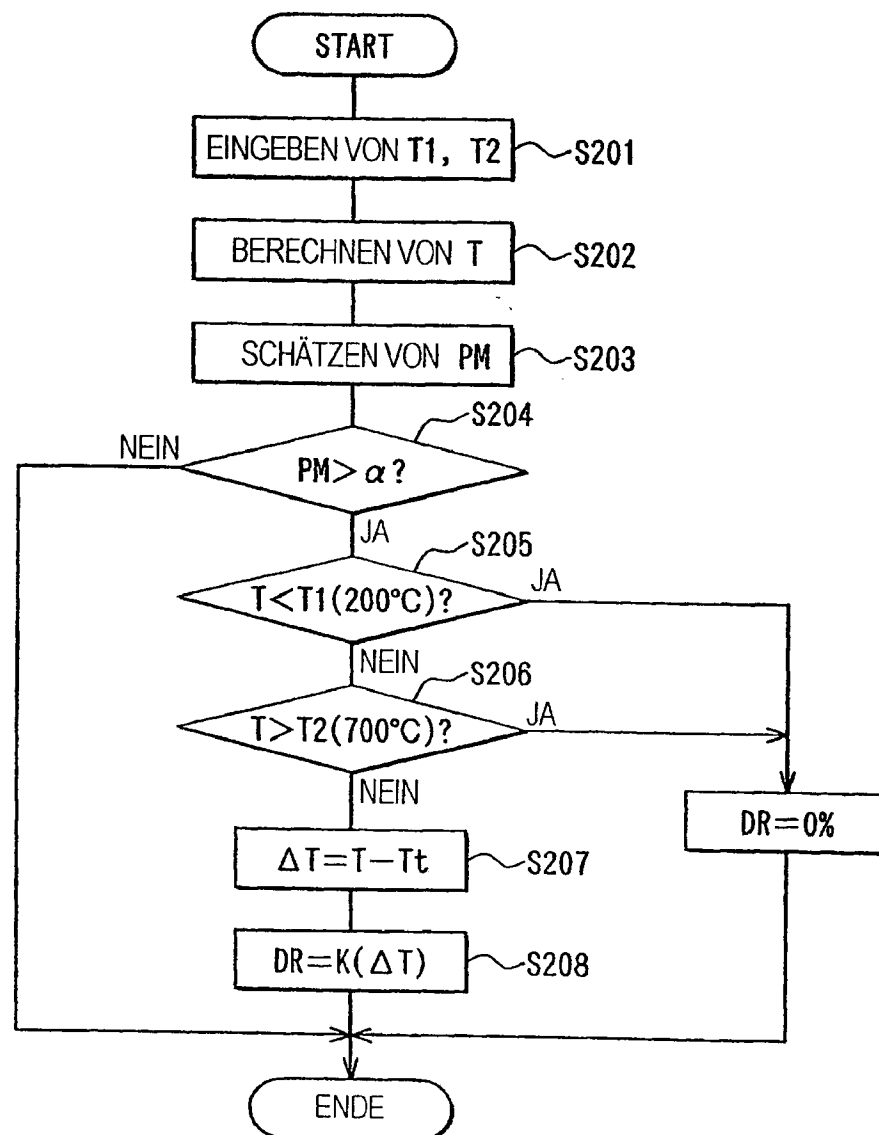 START
EINGEBEN VON T1, T2
S201
BERECHNEN VON T
S202
SCHÄTZEN VON PM
S203
S204
NEIN
PM> α?
JA
S205
T<T1(200°C)?
JA
NEIN
S206
T>T2(700°C)?
JA
NEIN
DR=0%
ΔT=T−Tt
S207
DR=K(ΔT)
S208
ENDE